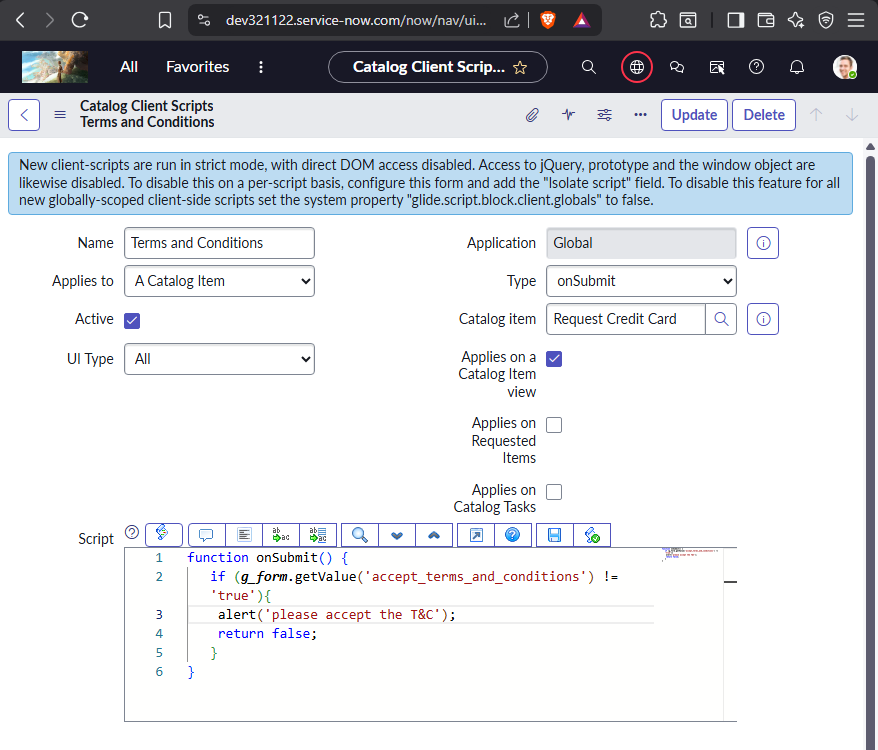 dev321122.service-now.com/now/nav/ui...
All Favorites Catalog Client Scrip...
Catalog Client Scripts
Terms and Conditions
Update Delete
New client-scripts are run in strict mode, with direct DOM access disabled. Access to jQuery, prototype and the window object are
likewise disabled. To disable this on a per-script basis, configure this form and add the "Isolate script" field. To disable this feature for all
new globally-scoped client-side scripts set the system property "glide.script.block.client.globals" to false.
Name Terms and Conditions
Application Global
Applies to A Catalog Item
Type onSubmit
Active
Catalog item Request Credit Card
UI Type All
Applies on a
Catalog Item
view
Applies on
Requested
Items
Applies on
Catalog Tasks
Script
1 function onSubmit() {
2 if (g_form.getValue('accept_terms_and_conditions') !=
'true'){
3 alert('please accept the T&C');
4 return false;
5 }
6 }